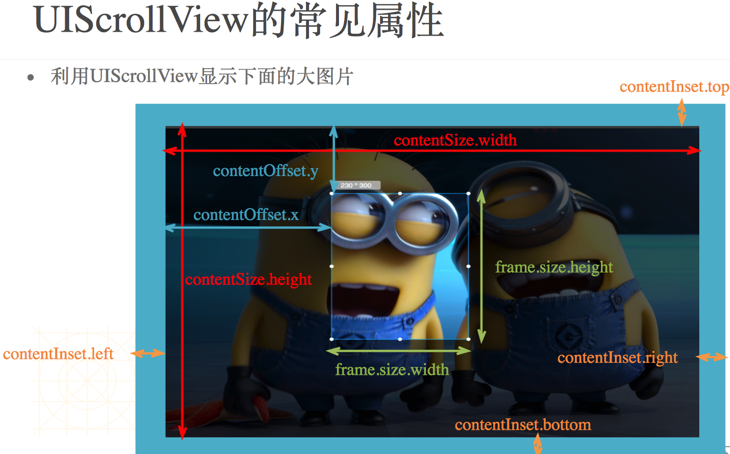 UIScrollView的常见属性
• 利用UIScrollView显示下面的大图片
contentInset.top
contentSize.width
contentOffset.y
230 * 300
contentOffset.x
frame.size.height
contentSize.height
contentInset.left
contentInset.right
frame.size.width
contentInset.bottom